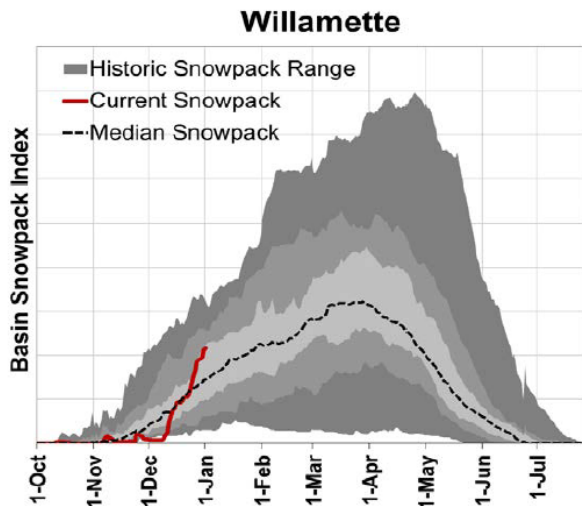 Willamette
Historic Snowpack Range
Current Snowpack
Median Snowpack
Basin Snowpack Index
1-Oct
1-Nov
1-Dec
1-Jan
1-Feb
1-Mar
1-Apr
1-May
1-Jun
1-Jul